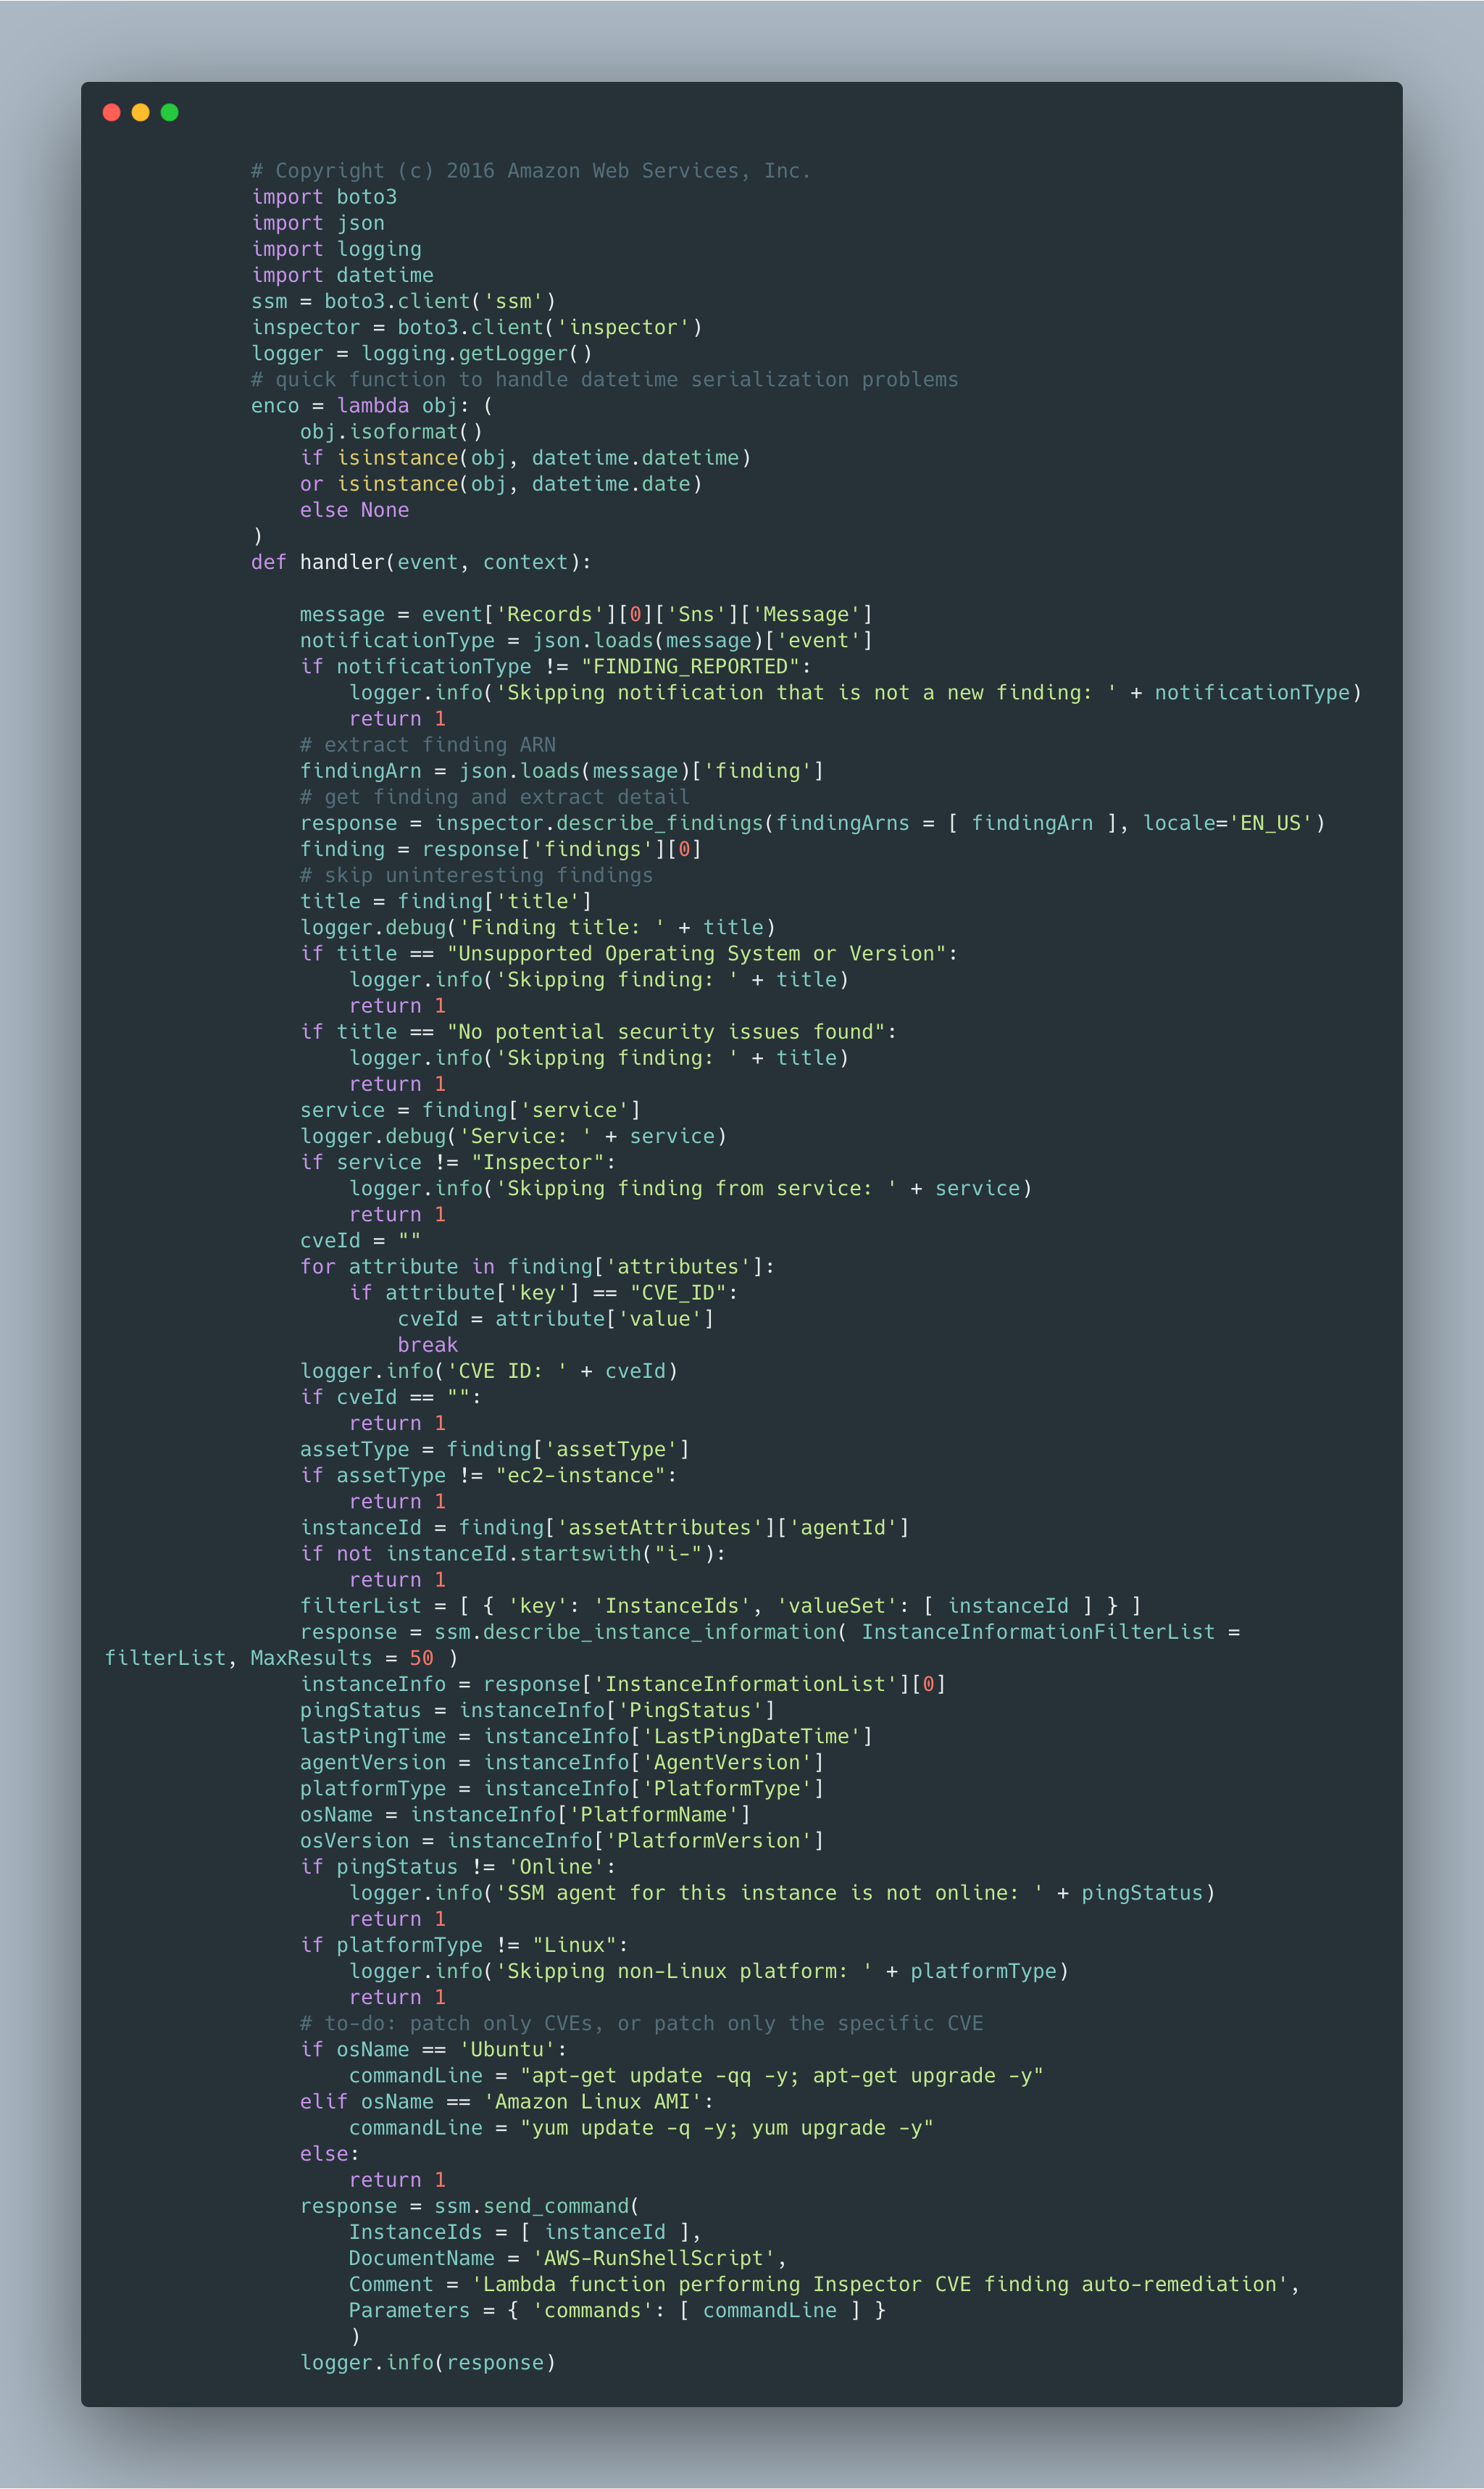 # Copyright (c) 2016 Amazon Web Services, Inc.
import boto3
import json
import logging
import datetime
ssm = boto3.client('ssm')
inspector = boto3.client('inspector')
logger = logging.getLogger()
# quick function to handle datetime serialization problems
enco = lambda obj: (
    obj.isoformat()
    if isinstance(obj, datetime.datetime)
    or isinstance(obj, datetime.date)
    else None
)
def handler(event, context):

    message = event['Records'][0]['Sns']['Message']
    notificationType = json.loads(message)['event']
    if notificationType != "FINDING_REPORTED":
        logger.info('Skipping notification that is not a new finding: ' + notificationType)
        return 1
    # extract finding ARN
    findingArn = json.loads(message)['finding']
    # get finding and extract detail
    response = inspector.describe_findings(findingArns = [ findingArn ], locale='EN_US')
    finding = response['findings'][0]
    # skip uninteresting findings
    title = finding['title']
    logger.debug('Finding title: ' + title)
    if title == "Unsupported Operating System or Version":
        logger.info('Skipping finding: ' + title)
        return 1
    if title == "No potential security issues found":
        logger.info('Skipping finding: ' + title)
        return 1
    service = finding['service']
    logger.debug('Service: ' + service)
    if service != "Inspector":
        logger.info('Skipping finding from service: ' + service)
        return 1
    cveId = ""
    for attribute in finding['attributes']:
        if attribute['key'] == "CVE_ID":
            cveId = attribute['value']
            break
    logger.info('CVE ID: ' + cveId)
    if cveId == "":
        return 1
    assetType = finding['assetType']
    if assetType != "ec2-instance":
        return 1
    instanceId = finding['assetAttributes']['agentId']
    if not instanceId.startswith("i-"):
        return 1
    filterList = [ { 'key': 'InstanceIds', 'valueSet': [ instanceId ] } ]
    response = ssm.describe_instance_information( InstanceInformationFilterList =
filterList, MaxResults = 50 )
    instanceInfo = response['InstanceInformationList'][0]
    pingStatus = instanceInfo['PingStatus']
    lastPingTime = instanceInfo['LastPingDateTime']
    agentVersion = instanceInfo['AgentVersion']
    platformType = instanceInfo['PlatformType']
    osName = instanceInfo['PlatformName']
    osVersion = instanceInfo['PlatformVersion']
    if pingStatus != 'Online':
        logger.info('SSM agent for this instance is not online: ' + pingStatus)
        return 1
    if platformType != "Linux":
        logger.info('Skipping non-Linux platform: ' + platformType)
        return 1
    # to-do: patch only CVEs, or patch only the specific CVE
    if osName == 'Ubuntu':
        commandLine = "apt-get update -qq -y; apt-get upgrade -y"
    elif osName == 'Amazon Linux AMI':
        commandLine = "yum update -q -y; yum upgrade -y"
    else:
        return 1
    response = ssm.send_command(
        InstanceIds = [ instanceId ],
        DocumentName = 'AWS-RunShellScript',
        Comment = 'Lambda function performing Inspector CVE finding auto-remediation',
        Parameters = { 'commands': [ commandLine ] }
        )
    logger.info(response)